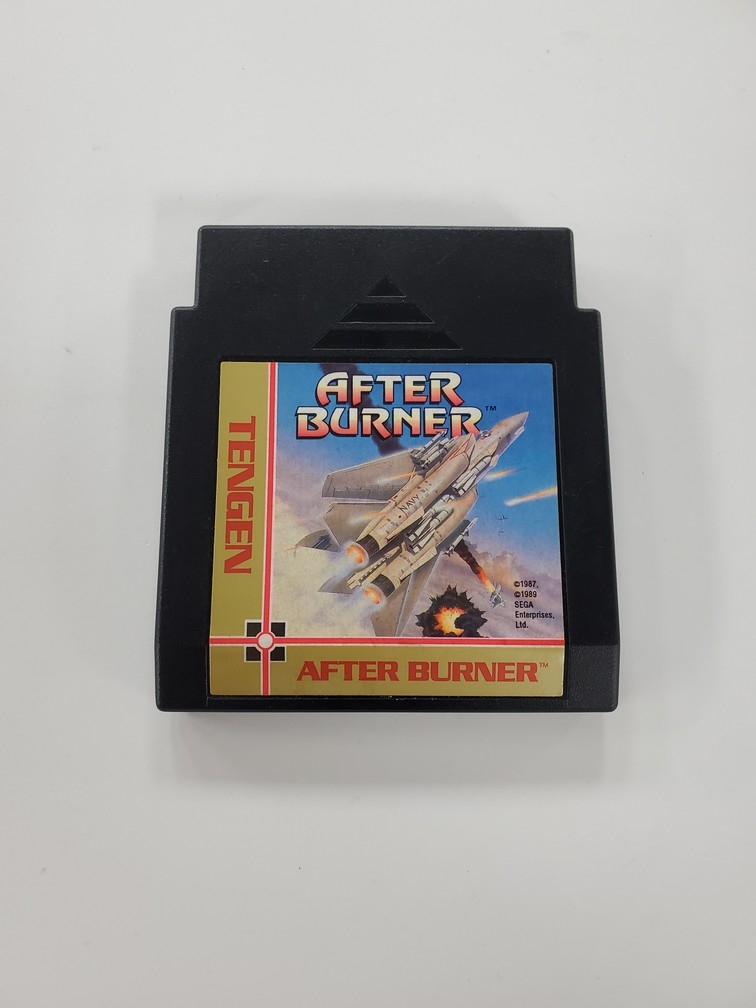 AFTER
BURNER™
TENGEN
NAVY
©1987,
©1989
SEGA
Enterprises,
Ltd.
AFTER BURNER™